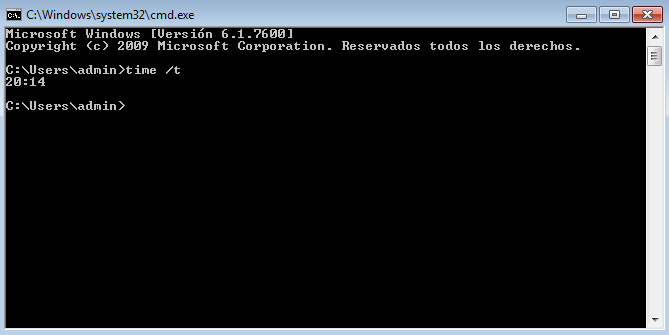 C:\Windows\system32\cmd.exe
Microsoft Windows [Versión 6.1.7600]
Copyright (c) 2009 Microsoft Corporation. Reservados todos los derechos.
C:\Users\admin>time /t
20:14
C:\Users\admin>